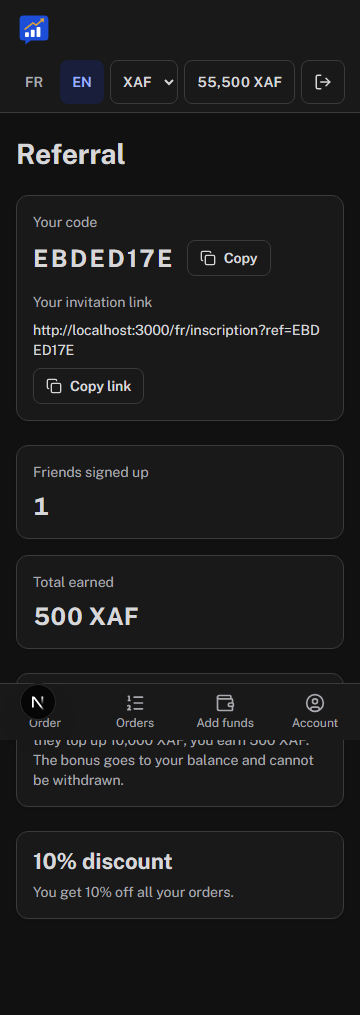 FR
EN
XAF
55,500 XAF
Referral
Your code
EBDED17E
Copy
Your invitation link
http://localhost:3000/fr/inscription?ref=EBD
ED17E
Copy link
Friends signed up
1
Total earned
500 XAF
N
Order
Orders
Add funds
Account
they top up 10,000 XAF, you earn 500 XAF.
The bonus goes to your balance and cannot
be withdrawn.
10% discount
You get 10% off all your orders.